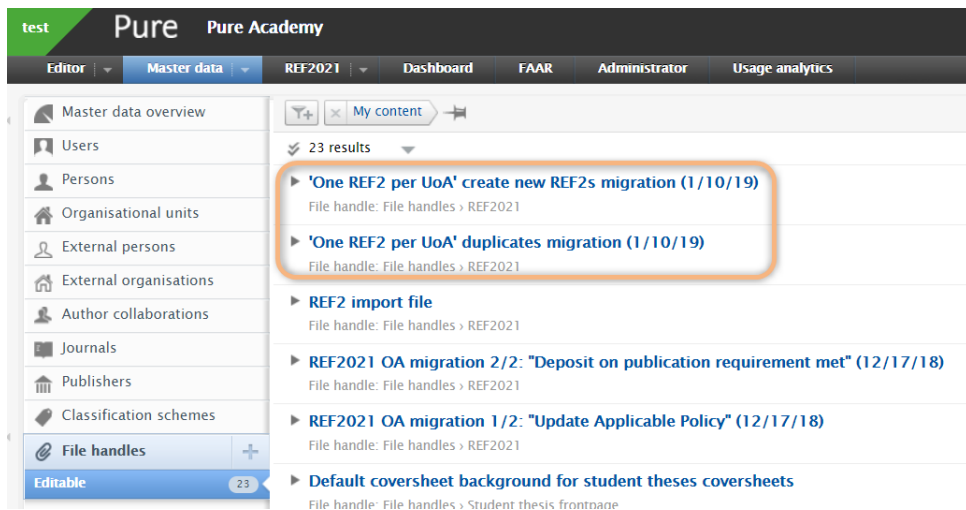 test
Pure Pure Academy
Editor Master data REF2021 Dashboard FAAR Administrator Usage analytics
Master data overview
Users
Persons
Organisational units
External persons
External organisations
Author collaborations
Journals
Publishers
Classification schemes
File handles
Editable 23
My content
23 results
'One REF2 per UoA' create new REF2s migration (1/10/19)
File handle: File handles › REF2021
'One REF2 per UoA' duplicates migration (1/10/19)
File handle: File handles › REF2021
REF2 import file
File handle: File handles › REF2021
REF2021 OA migration 2/2: "Deposit on publication requirement met" (12/17/18)
File handle: File handles › REF2021
REF2021 OA migration 1/2: "Update Applicable Policy" (12/17/18)
File handle: File handles › REF2021
Default coversheet background for student theses coversheets
File handle: File handles › Student thesis frontpage